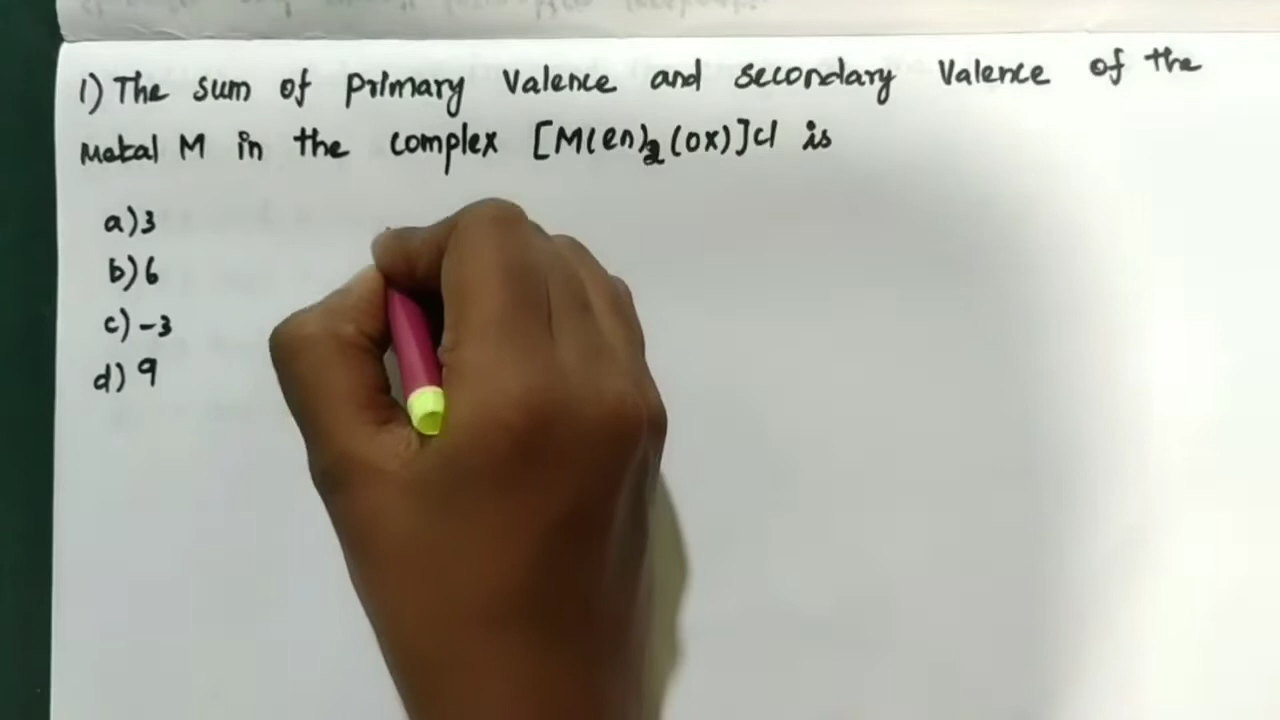 1) The sum of primary Valence and secondary Valence of the
Metal M in the complex [M(en)₂(ox)]Cl is
a) 3
b) 6
c) -3
d) 9